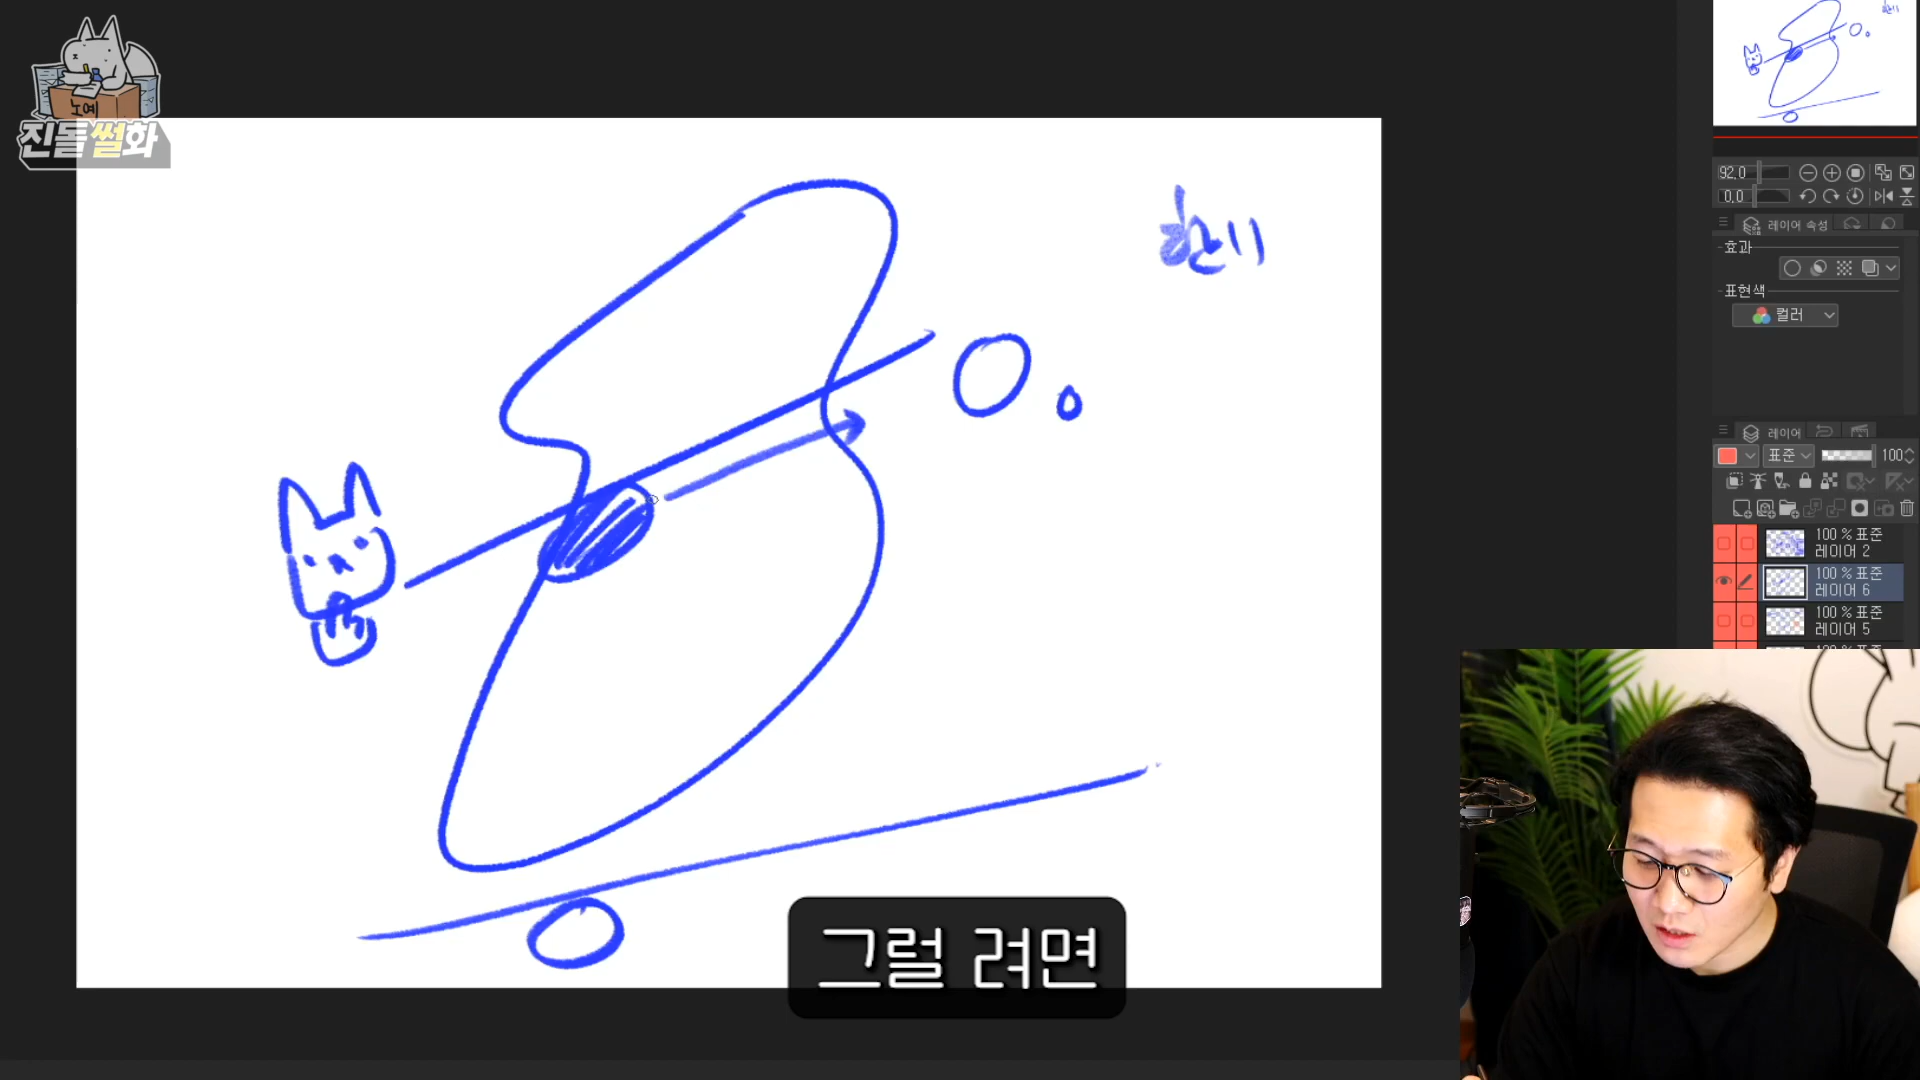 노예
진돌썰화
92.0
0.0
레이어 속성
효과
표현색
컬러
레이어
표준
100
100 % 표준
레이어 2
100 % 표준
레이어 6
100 % 표준
레이어 5
그럴 려면